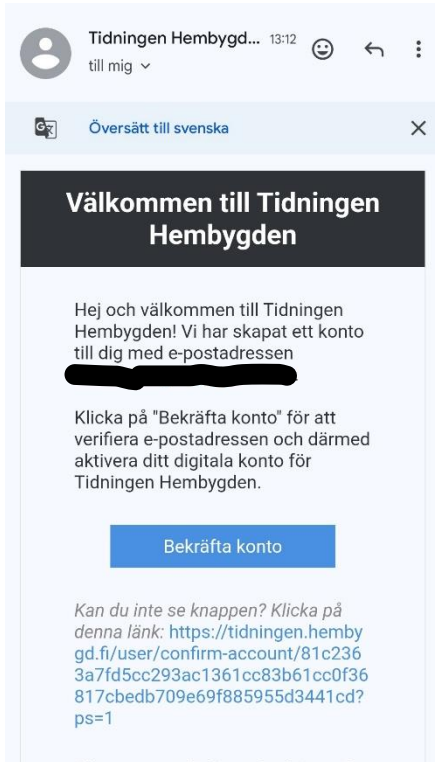 Tidningen Hembygd... 13:12
till mig
Översätt till svenska
Välkommen till Tidningen
Hembygden
Hej och välkommen till Tidningen
Hembygden! Vi har skapat ett konto
till dig med e-postadressen
Klicka på "Bekräfta konto" för att
verifiera e-postadressen och därmed
aktivera ditt digitala konto för
Tidningen Hembygden.
Bekräfta konto
Kan du inte se knappen? Klicka på
denna länk: https://tidningen.hemby
gd.fi/user/confirm-account/81c236
3a7fd5cc293ac1361cc83b61cc0f36
817cbedb709e69f885955d3441cd?
ps=1